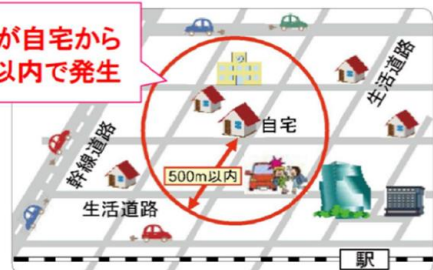 が自宅から
以内で発生
生活道路
自宅
幹線道路
500m以内
生活道路
駅